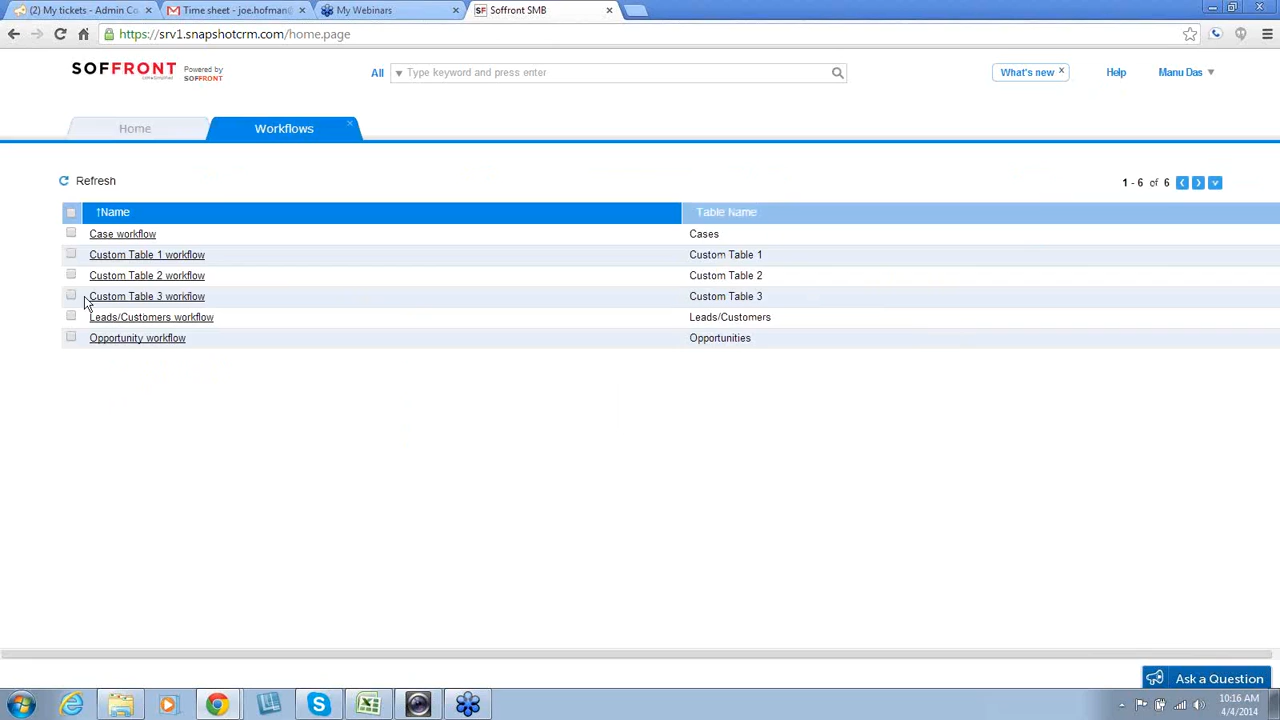 (2) My tickets - Admin Co
Time sheet - joe.hofman@
My Webinars
Soffront SMB
https://srv1.snapshotcrm.com/home.page
SOFFRONT
Powered by
SOFFRONT
All
Type keyword and press enter
What's new x
Help
Manu Das
Home
Workflows
Refresh
1 - 6 of 6
↑Name
Table Name
Case workflow
Cases
Custom Table 1 workflow
Custom Table 1
Custom Table 2 workflow
Custom Table 2
Custom Table 3 workflow
Custom Table 3
Leads/Customers workflow
Leads/Customers
Opportunity workflow
Opportunities
Ask a Question
10:16 AM
4/4/2014